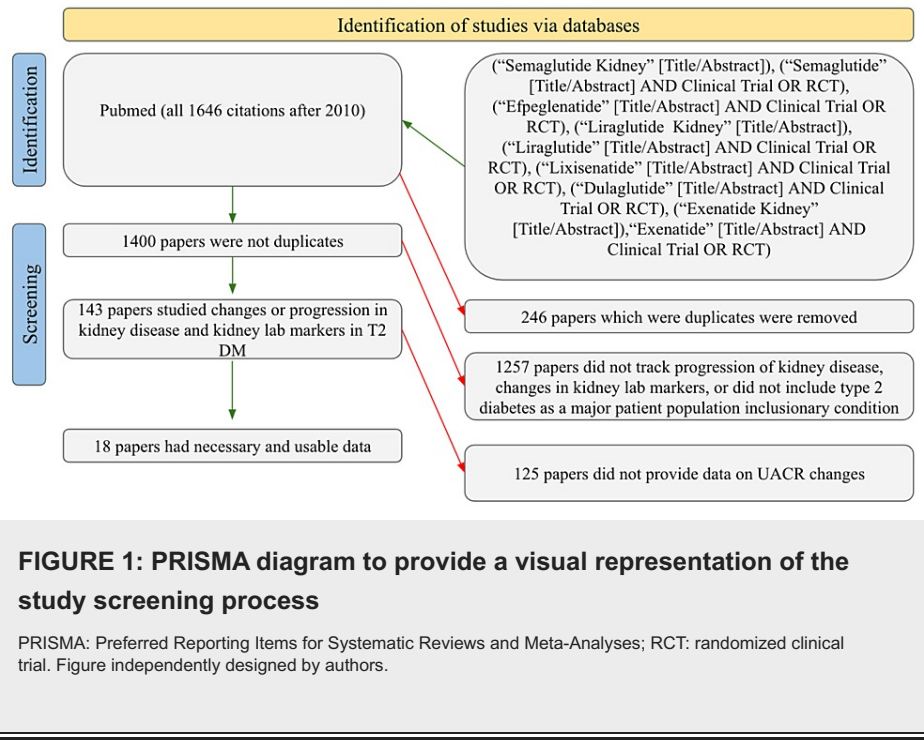 Identification of studies via databases
Identification
Pubmed (all 1646 citations after 2010)
(“Semaglutide Kidney” [Title/Abstract]), (“Semaglutide”
[Title/Abstract] AND Clinical Trial OR RCT),
(“Efpeglenatide” [Title/Abstract] AND Clinical Trial OR
RCT), (“Liraglutide  Kidney” [Title/Abstract]),
(“Liraglutide” [Title/Abstract] AND Clinical Trial OR
RCT), (“Lixisenatide” [Title/Abstract] AND Clinical Trial
OR RCT), (“Dulaglutide” [Title/Abstract] AND Clinical
Trial OR RCT), (“Exenatide Kidney”
[Title/Abstract]),“Exenatide” [Title/Abstract] AND
Clinical Trial OR RCT)
Screening
1400 papers were not duplicates
246 papers which were duplicates were removed
143 papers studied changes or progression in
kidney disease and kidney lab markers in T2
DM
1257 papers did not track progression of kidney disease,
changes in kidney lab markers, or did not include type 2
diabetes as a major patient population inclusionary condition
18 papers had necessary and usable data
125 papers did not provide data on UACR changes
FIGURE 1: PRISMA diagram to provide a visual representation of the
study screening process
PRISMA: Preferred Reporting Items for Systematic Reviews and Meta-Analyses; RCT: randomized clinical
trial. Figure independently designed by authors.